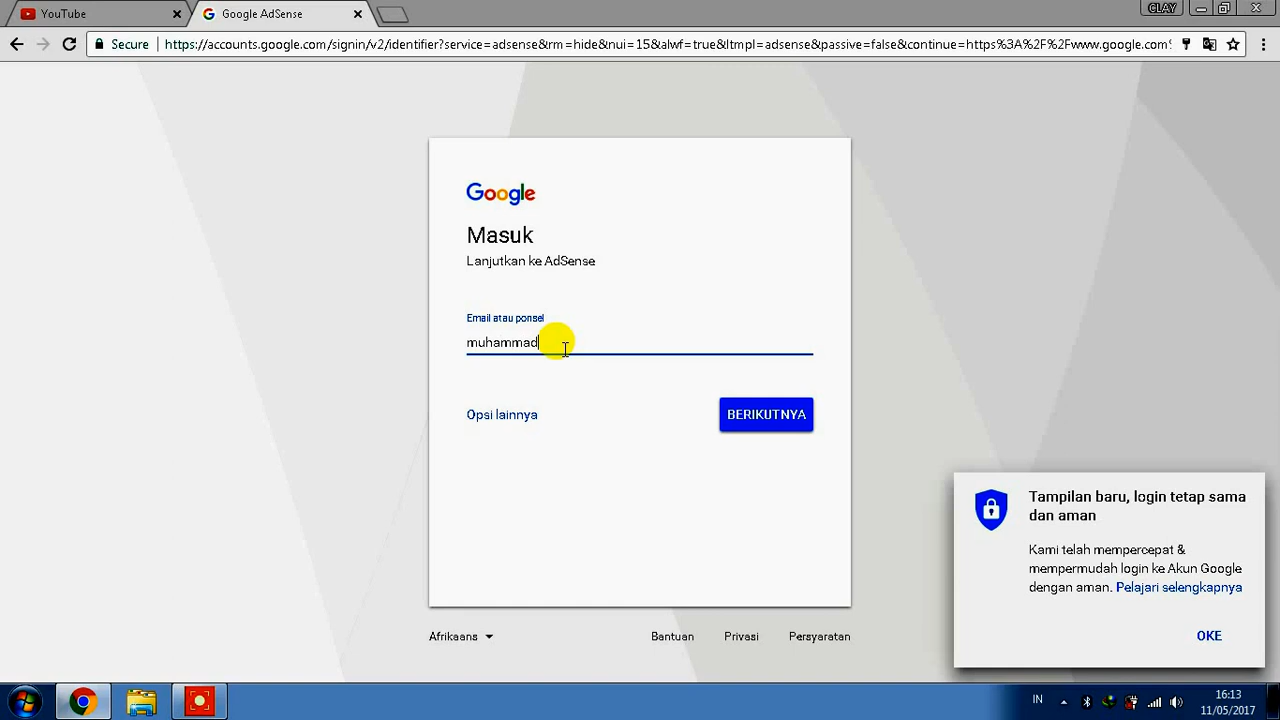 YouTube
Google AdSense
CLAY
Secure
https://accounts.google.com/signin/v2/identifier?service=adsense&rm=hide&nui=15&alwf=true&ltmpl=adsense&passive=false&continue=https%3A%2F%2Fwww.google.com
Google
Masuk
Lanjutkan ke AdSense
Email atau ponsel
muhammad
Opsi lainnya
BERIKUTNYA
Tampilan baru, login tetap sama
dan aman
Kami telah mempercepat &
mempermudah login ke Akun Google
dengan aman. Pelajari selengkapnya
OKE
Afrikaans
Bantuan
Privasi
Persyaratan
IN
16:13
11/05/2017